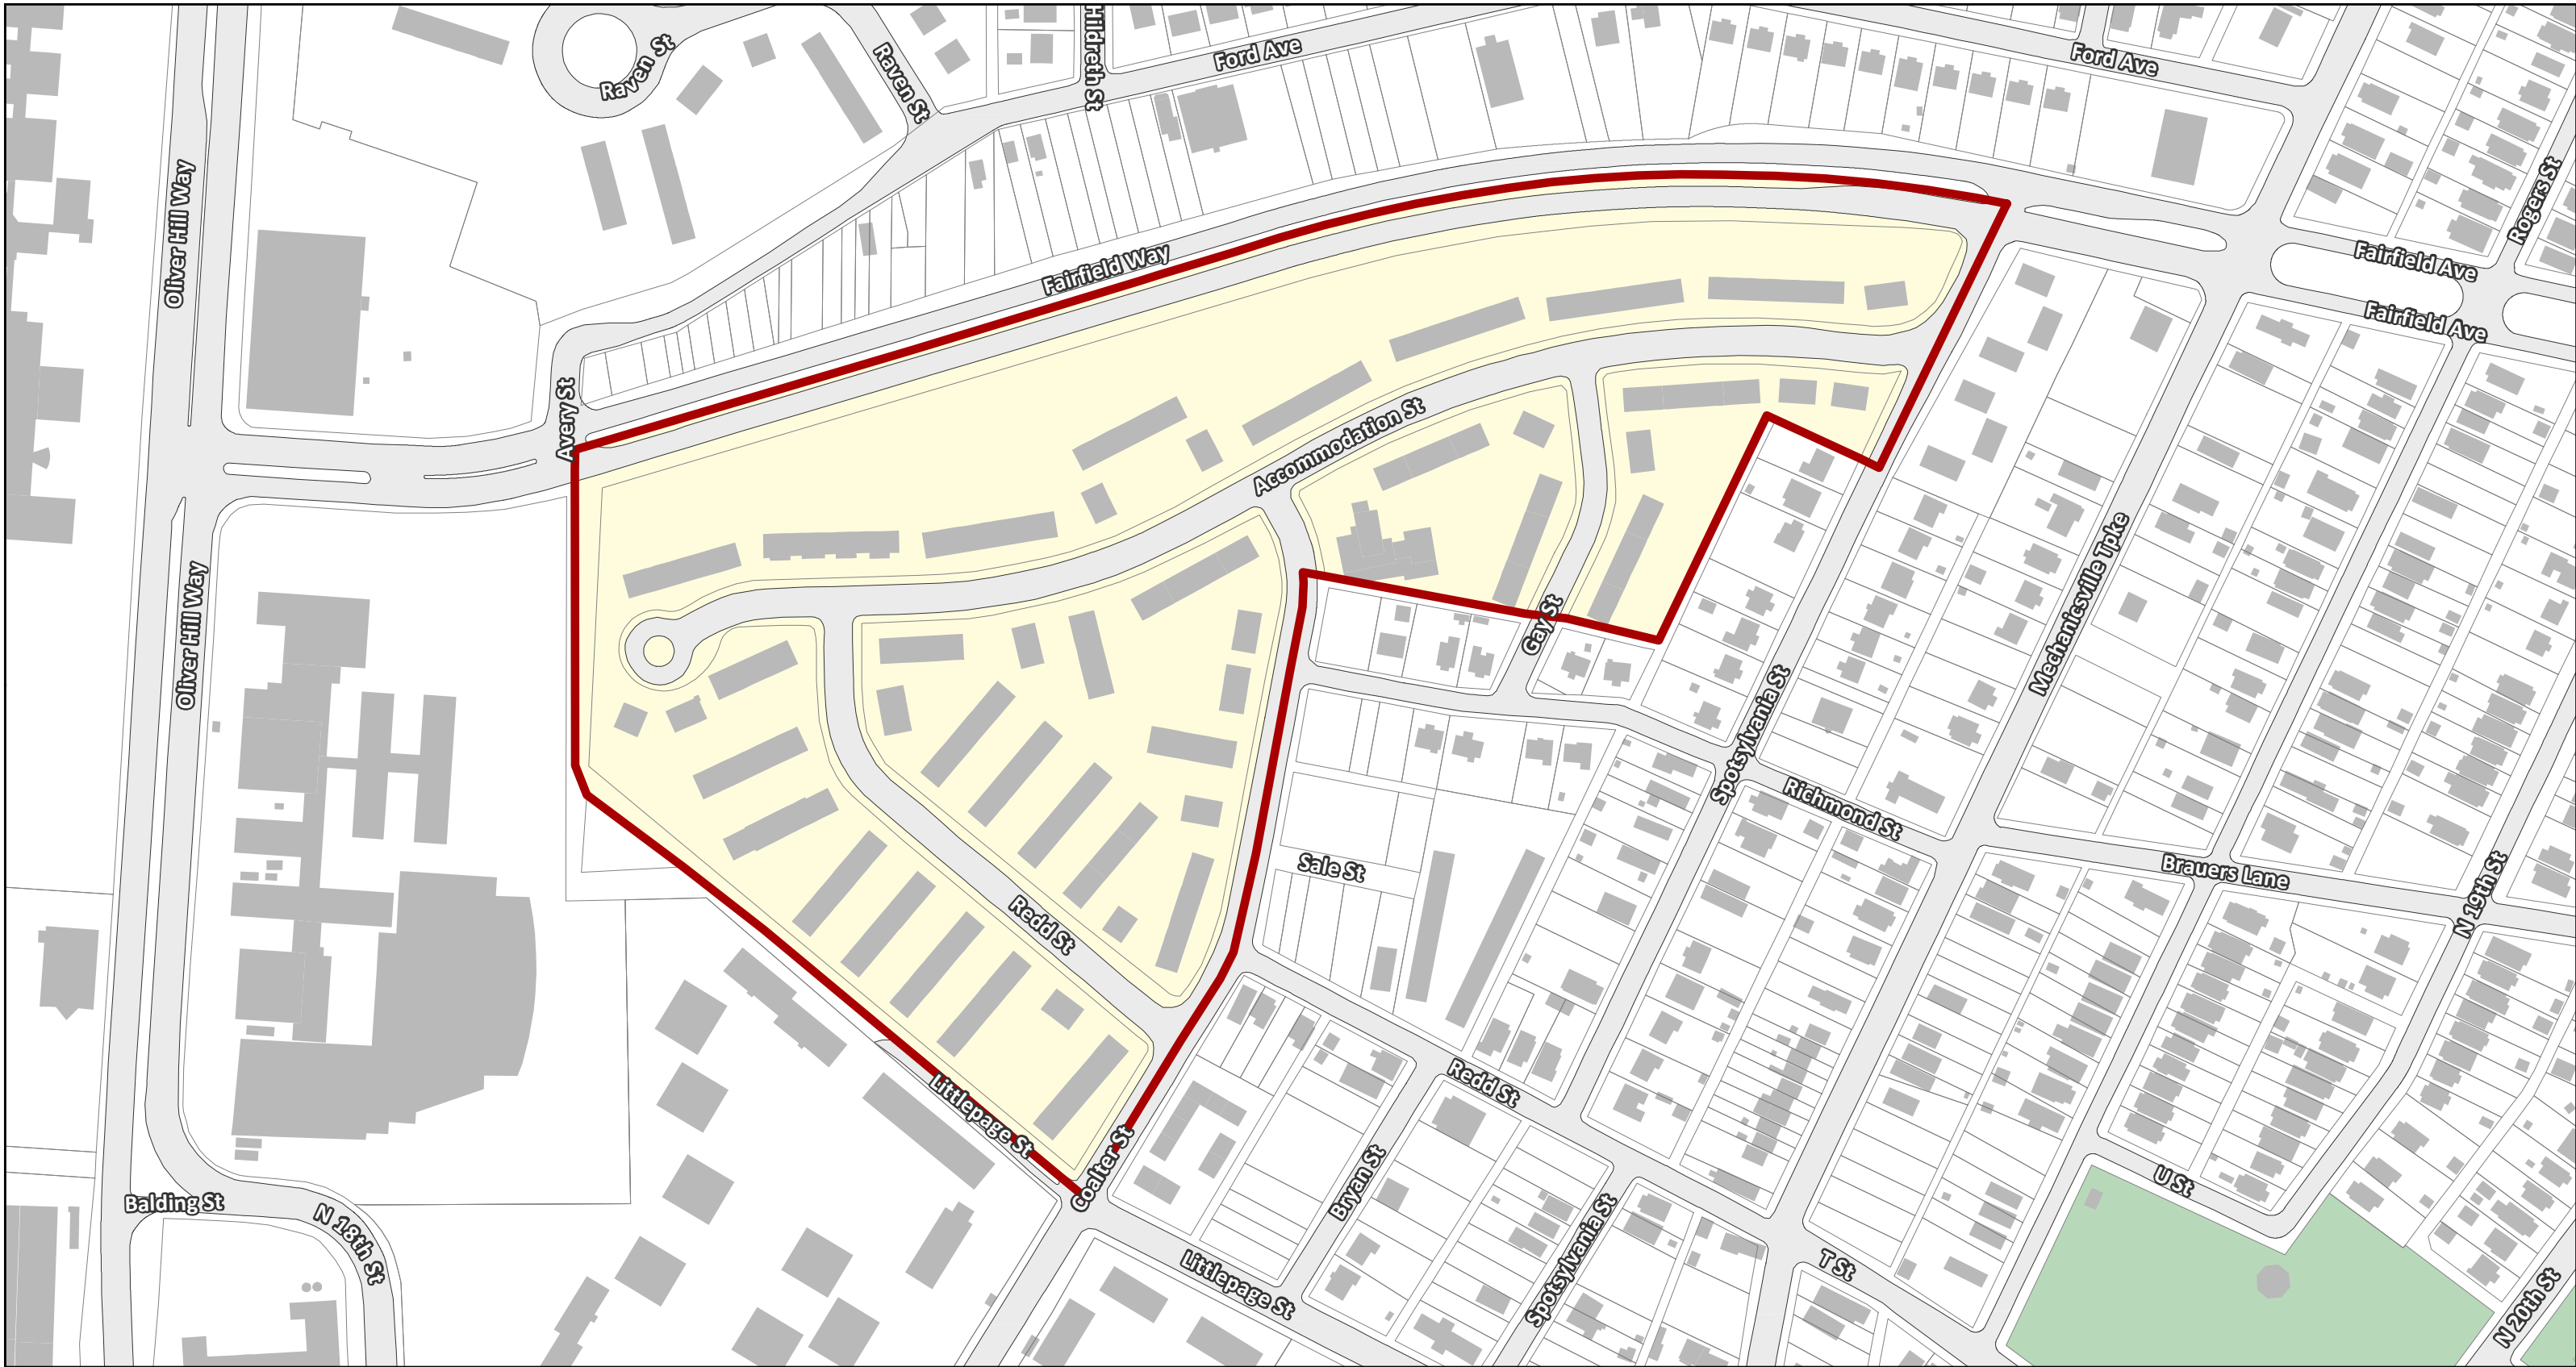 Hildreth St
Ford Ave
Ford Ave
Raven St
Raven St
Oliver Hill Way
Rogers St
Fairfield Way
Fairfield Ave
Fairfield Ave
Avery St
Accommodation St
Mechanicsville Tpke
Oliver Hill Way
Gay St
Spotsylvania St
Richmond St
Sale St
Brauers Lane
N 19th St
Redd St
Redd St
Littlepage St
Coalter St
Bryan St
U St
Balding St
N 18th St
Spotsylvania St
Littlepage St
T St
N 20th St